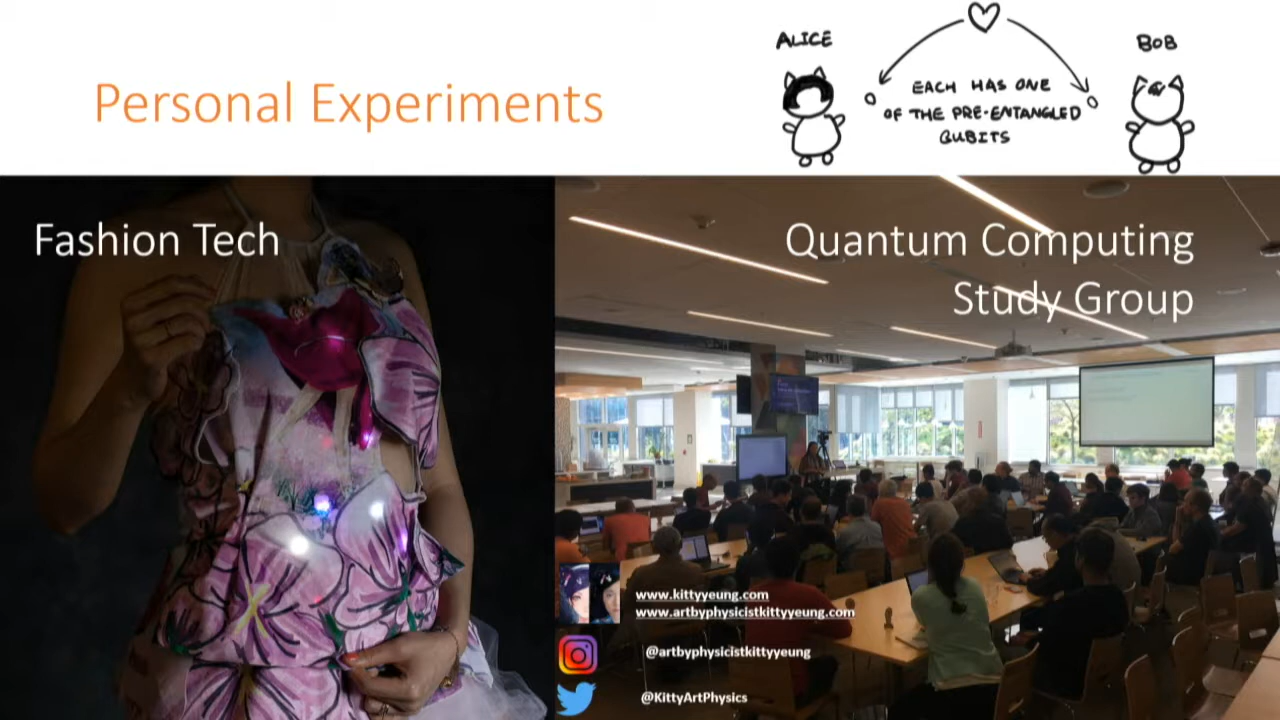 Personal Experiments
ALICE
BOB
EACH HAS ONE
OF THE PRE-ENTANGLED
QUBITS
Fashion Tech
Quantum Computing
Study Group
www.kittyyeung.com
www.artbyphysicistkittyyeung.com
@artbyphysicistkittyyeung
@KittyArtPhysics